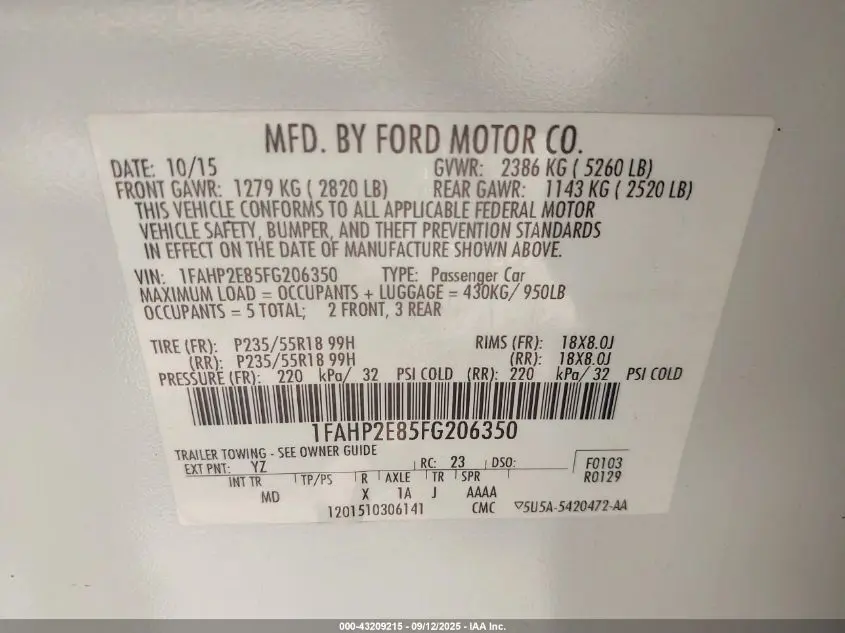 MFD. BY FORD MOTOR CO.
DATE: 10/15 GVWR: 2386 KG ( 5260 LB)
FRONT GAWR: 1279 KG ( 2820 LB) REAR GAWR: 1143 KG ( 2520 LB)
THIS VEHICLE CONFORMS TO ALL APPLICABLE FEDERAL MOTOR
VEHICLE SAFETY, BUMPER, AND THEFT PREVENTION STANDARDS
IN EFFECT ON THE DATE OF MANUFACTURE SHOWN ABOVE.
VIN: 1FAHP2E85FG206350 TYPE: Passenger Car
MAXIMUM LOAD = OCCUPANTS + LUGGAGE = 430KG/ 950LB
OCCUPANTS = 5 TOTAL; 2 FRONT, 3 REAR
TIRE (FR): P235/55R18 99H RIMS (FR): 18X8.0J
(RR): P235/55R18 99H (RR): 18X8.0J
PRESSURE (FR): 220 kPa/ 32 PSI COLD (RR): 220 kPa/ 32 PSI COLD
1FAHP2E85FG206350
TRAILER TOWING - SEE OWNER GUIDE
EXT PNT: YZ RC: 23 DSO: F0103
INT TR TP/PS R AXLE TR SPR R0129
MD X 1A J AAAA
1201510306141 CMC ▽5U5A-5420472-AA
000-43209215 - 09/12/2025 - IAA Inc.